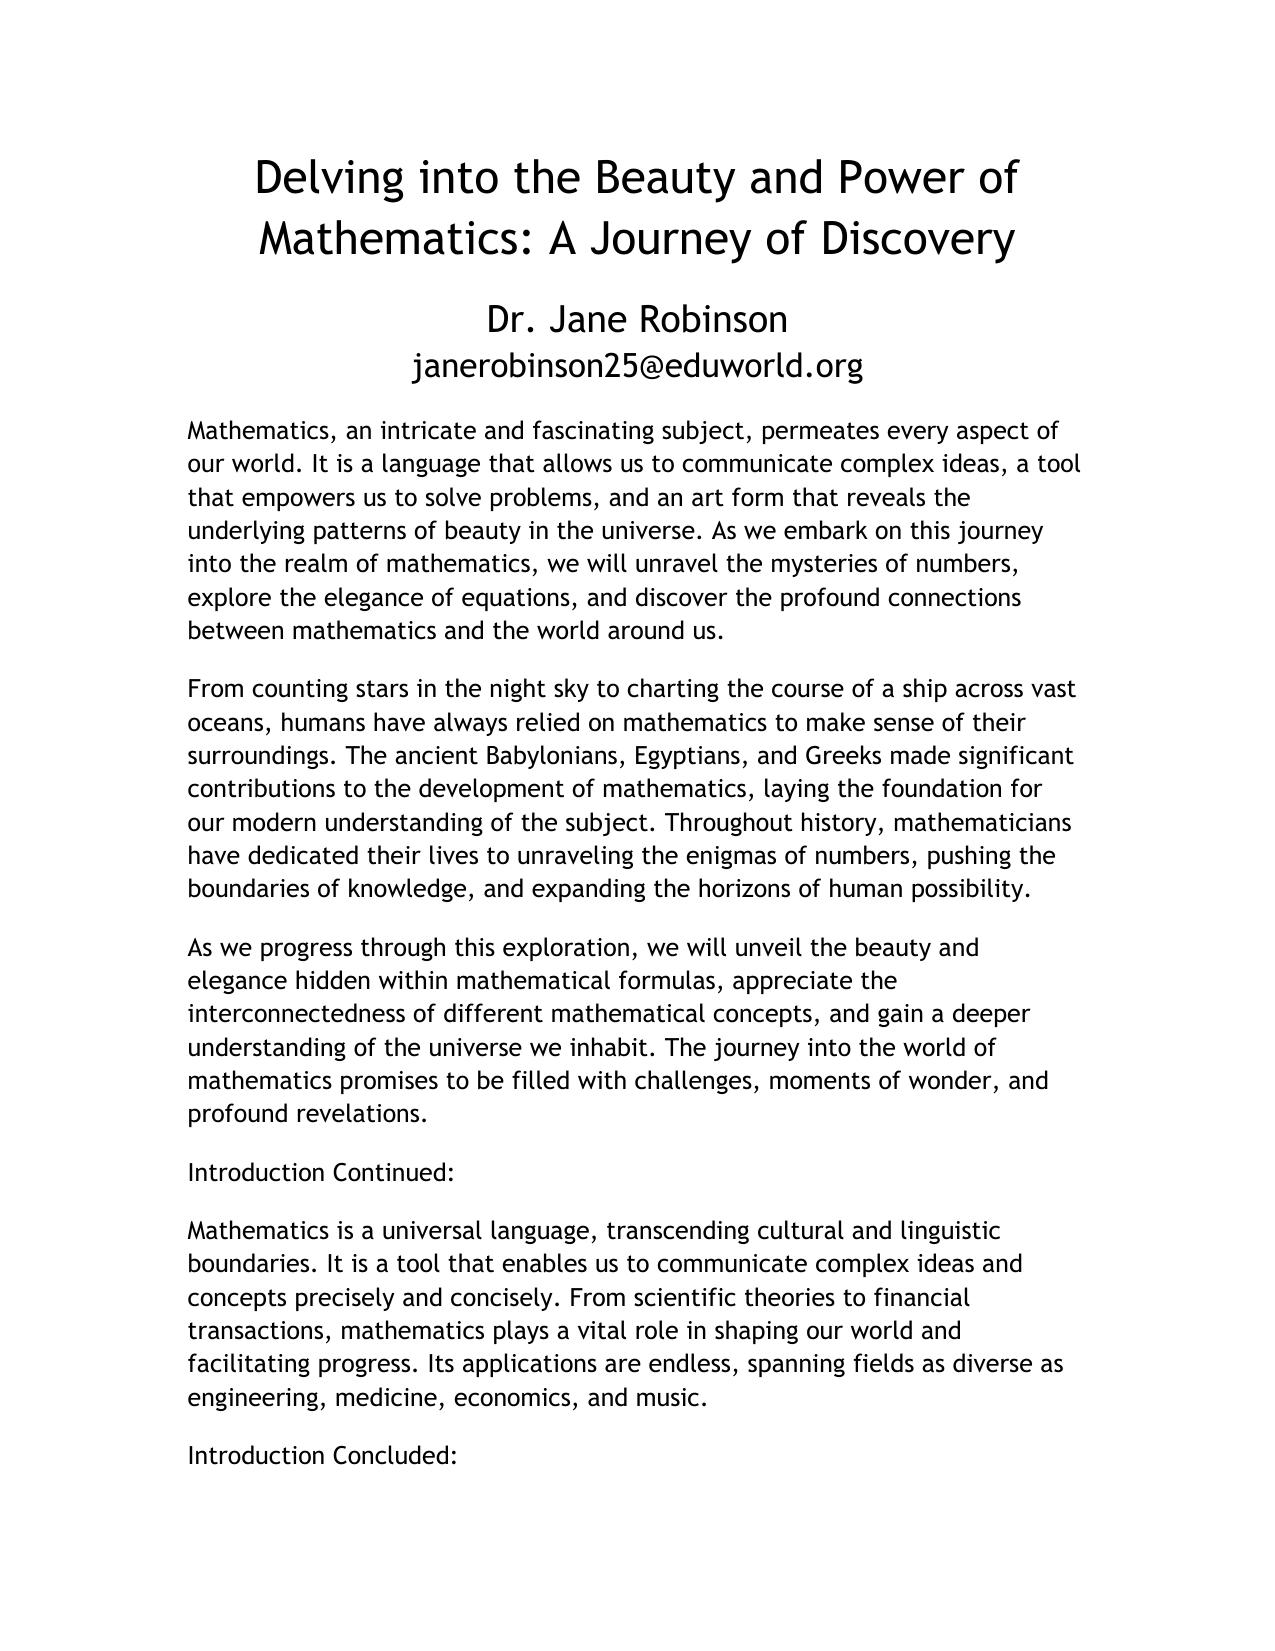 Delving into the Beauty and Power of
Mathematics: A Journey of Discovery
Dr. Jane Robinson
janerobinson25@eduworld.org
Mathematics, an intricate and fascinating subject, permeates every aspect of
our world. It is a language that allows us to communicate complex ideas, a tool
that empowers us to solve problems, and an art form that reveals the
underlying patterns of beauty in the universe. As we embark on this journey
into the realm of mathematics, we will unravel the mysteries of numbers,
explore the elegance of equations, and discover the profound connections
between mathematics and the world around us.
From counting stars in the night sky to charting the course of a ship across vast
oceans, humans have always relied on mathematics to make sense of their
surroundings. The ancient Babylonians, Egyptians, and Greeks made significant
contributions to the development of mathematics, laying the foundation for
our modern understanding of the subject. Throughout history, mathematicians
have dedicated their lives to unraveling the enigmas of numbers, pushing the
boundaries of knowledge, and expanding the horizons of human possibility.
As we progress through this exploration, we will unveil the beauty and
elegance hidden within mathematical formulas, appreciate the
interconnectedness of different mathematical concepts, and gain a deeper
understanding of the universe we inhabit. The journey into the world of
mathematics promises to be filled with challenges, moments of wonder, and
profound revelations.
Introduction Continued:
Mathematics is a universal language, transcending cultural and linguistic
boundaries. It is a tool that enables us to communicate complex ideas and
concepts precisely and concisely. From scientific theories to financial
transactions, mathematics plays a vital role in shaping our world and
facilitating progress. Its applications are endless, spanning fields as diverse as
engineering, medicine, economics, and music.
Introduction Concluded: